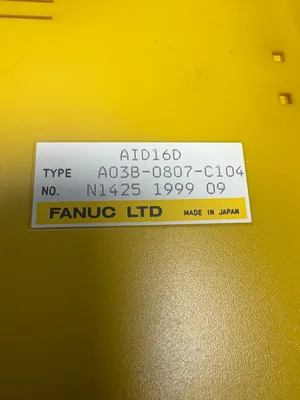 AID16D
TYPE A03B-0807-C104
NO. N1425 1999 09
FANUC LTD MADE IN JAPAN